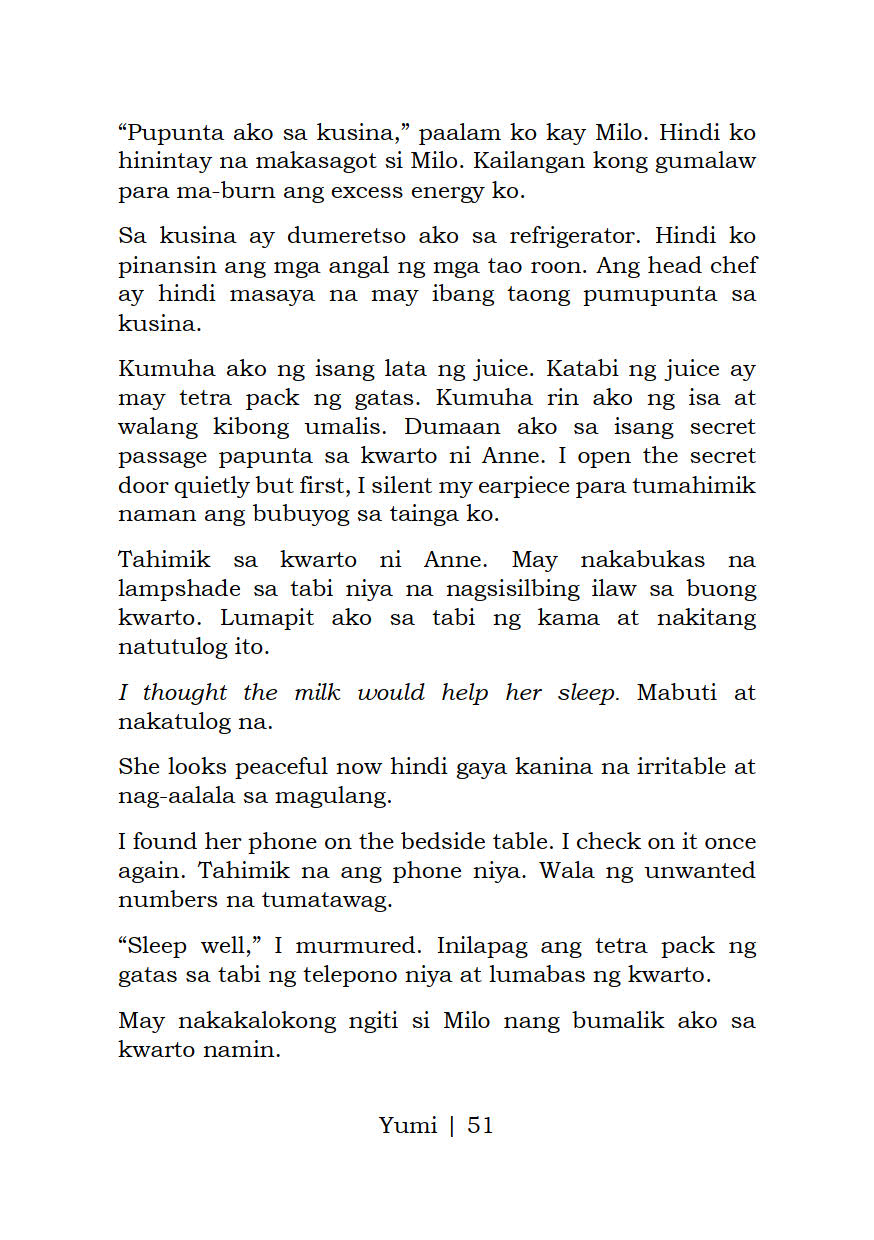 “Pupunta ako sa kusina,” paalam ko kay Milo. Hindi ko
hinintay na makasagot si Milo. Kailangan kong gumalaw
para ma-burn ang excess energy ko.
Sa kusina ay dumeretso ako sa refrigerator. Hindi ko
pinansin ang mga angal ng mga tao roon. Ang head chef
ay hindi masaya na may ibang taong pumupunta sa
kusina.
Kumuha ako ng isang lata ng juice. Katabi ng juice ay
may tetra pack ng gatas. Kumuha rin ako ng isa at
walang kibong umalis. Dumaan ako sa isang secret
passage papunta sa kwarto ni Anne. I open the secret
door quietly but first, I silent my earpiece para tumahimik
naman ang bubuyog sa tainga ko.
Tahimik sa kwarto ni Anne. May nakabukas na
lampshade sa tabi niya na nagsisilbing ilaw sa buong
kwarto. Lumapit ako sa tabi ng kama at nakitang
natutulog ito.
I thought the milk would help her sleep. Mabuti at
nakatulog na.
She looks peaceful now hindi gaya kanina na irritable at
nag-aalala sa magulang.
I found her phone on the bedside table. I check on it once
again. Tahimik na ang phone niya. Wala ng unwanted
numbers na tumatawag.
“Sleep well,” I murmured. Inilapag ang tetra pack ng
gatas sa tabi ng telepono niya at lumabas ng kwarto.
May nakakalokong ngiti si Milo nang bumalik ako sa
kwarto namin.
Yumi | 51